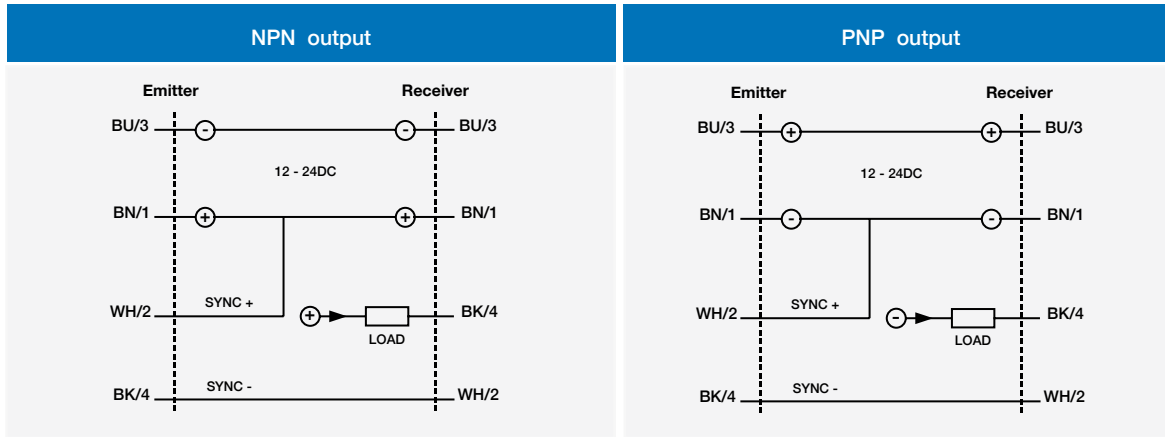 NPN output
Emitter Receiver
BU/3 - - BU/3
12 - 24DC
BN/1 + + BN/1
WH/2 SYNC + + BK/4
LOAD
BK/4 SYNC - WH/2
PNP output
Emitter Receiver
BU/3 + + BU/3
12 - 24DC
BN/1 - - BN/1
WH/2 SYNC + - BK/4
LOAD
BK/4 SYNC - WH/2